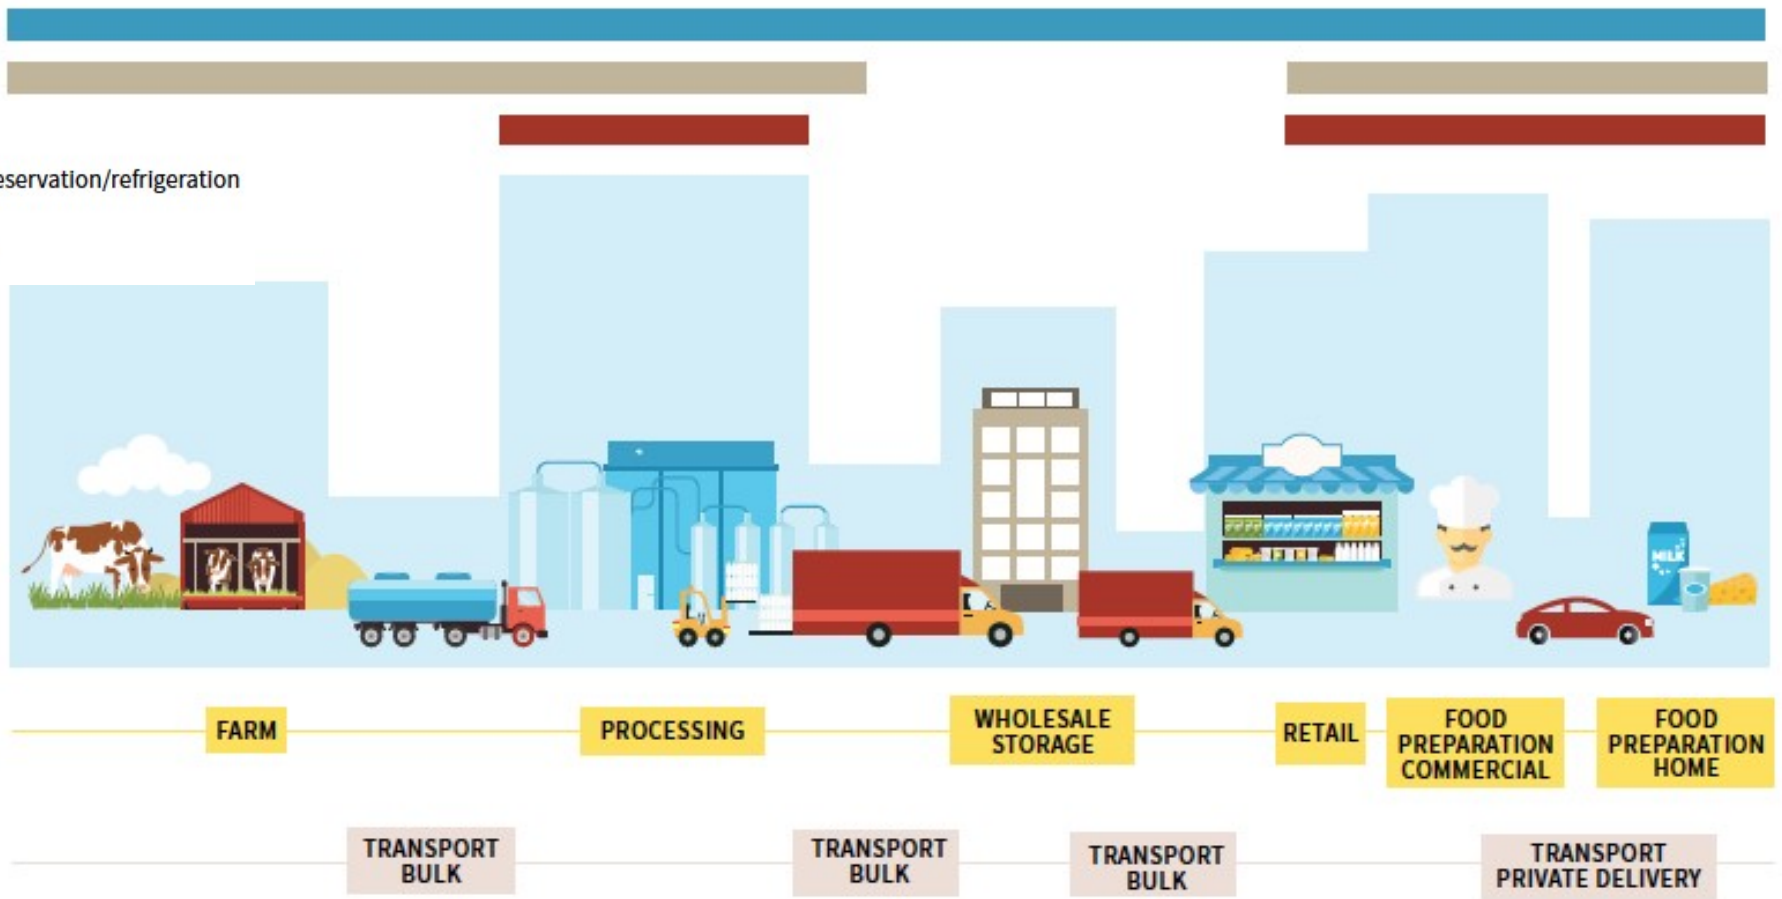 eservation/refrigeration
MILK
FARM
PROCESSING
WHOLESALE
STORAGE
RETAIL
FOOD
PREPARATION
COMMERCIAL
FOOD
PREPARATION
HOME
TRANSPORT
BULK
TRANSPORT
BULK
TRANSPORT
BULK
TRANSPORT
PRIVATE DELIVERY